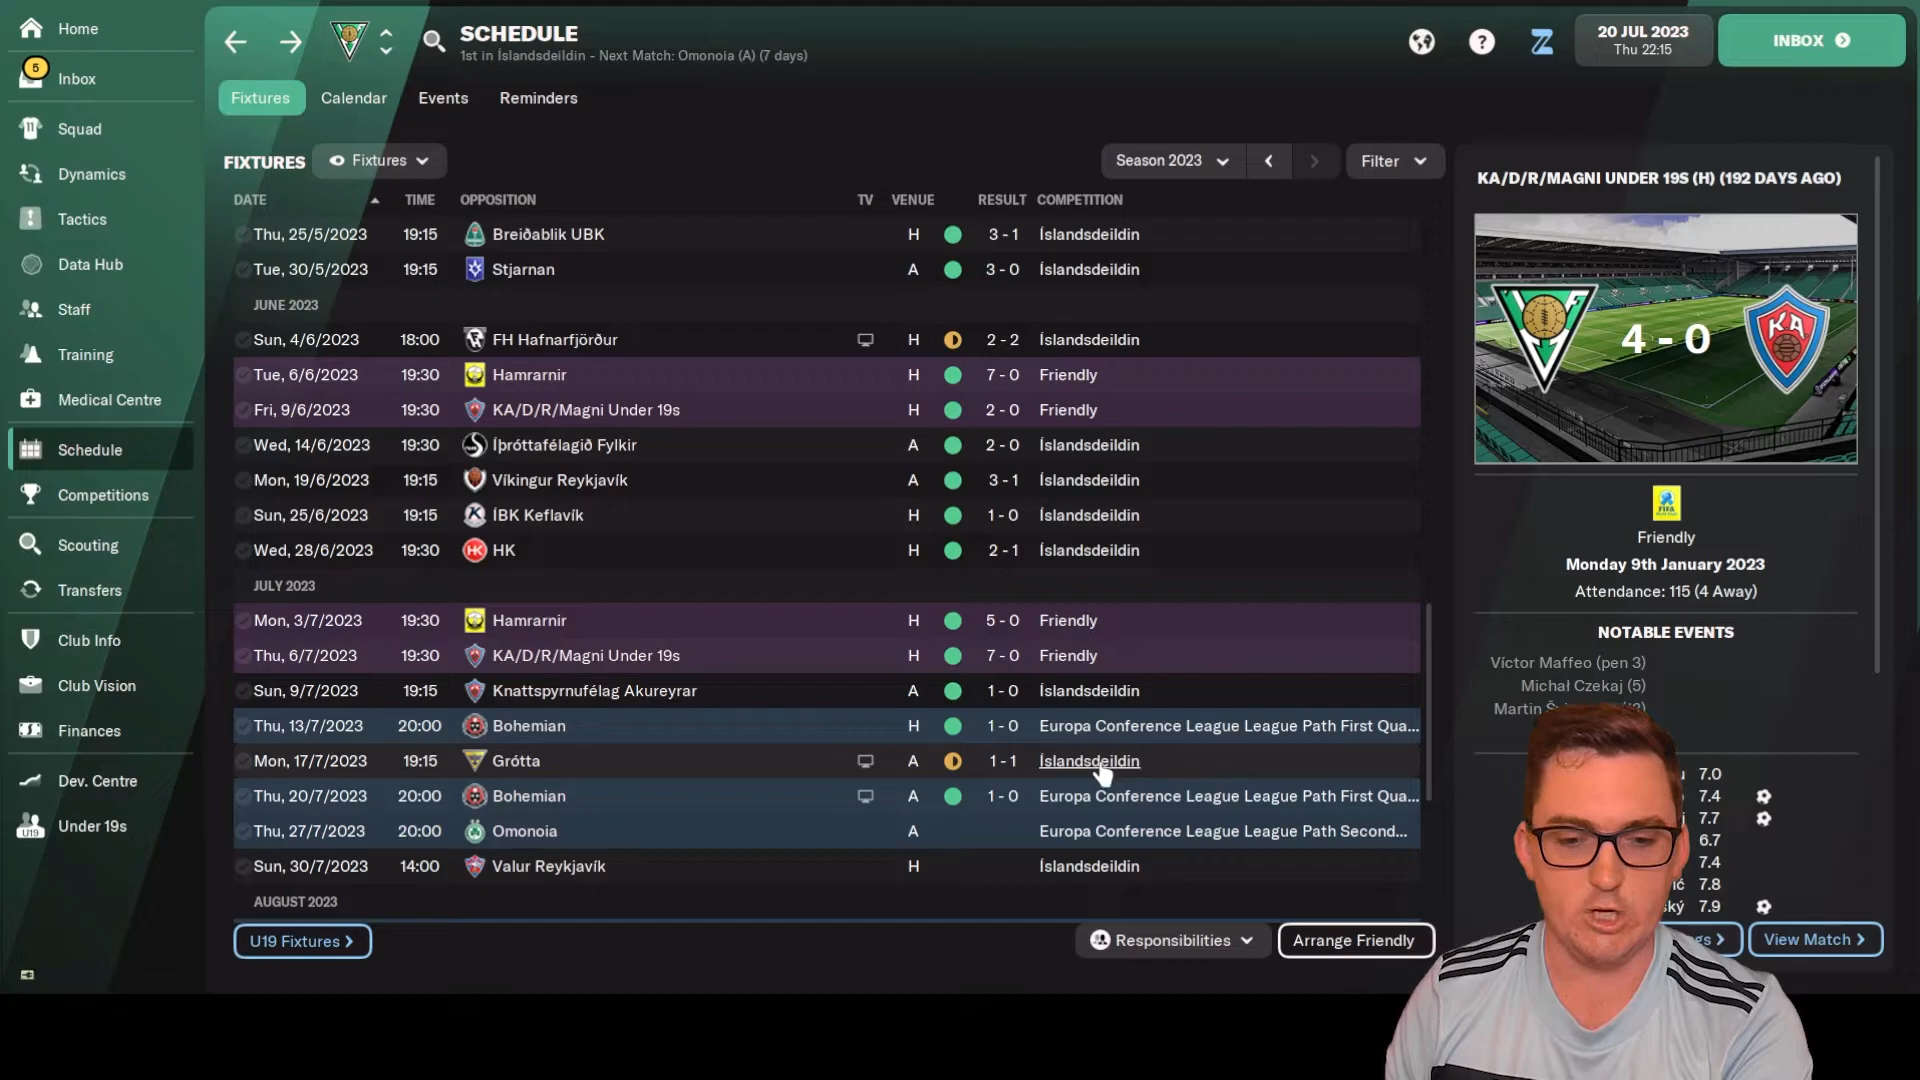 Home
5
Inbox
Squad
Dynamics
Tactics
Data Hub
Staff
Training
Medical Centre
Schedule
Competitions
Scouting
Transfers
Club Info
Club Vision
Finances
Dev. Centre
U19
Under 19s
SCHEDULE
1st in Íslandsdeildin - Next Match: Omonoia (A) (7 days)
20 JUL 2023
Thu 22:15
INBOX
Fixtures Calendar Events Reminders
FIXTURES Fixtures Season 2023 Filter
DATE TIME OPPOSITION TV VENUE RESULT COMPETITION
Thu, 25/5/2023 19:15 Breiðablik UBK H 3 - 1 Íslandsdeildin
Tue, 30/5/2023 19:15 Stjarnan A 3 - 0 Íslandsdeildin
JUNE 2023
Sun, 4/6/2023 18:00 FH Hafnarfjörður H 2 - 2 Íslandsdeildin
Tue, 6/6/2023 19:30 Hamrarnir H 7 - 0 Friendly
Fri, 9/6/2023 19:30 KA/D/R/Magni Under 19s H 2 - 0 Friendly
Wed, 14/6/2023 19:30 Íþróttafélagið Fylkir A 2 - 0 Íslandsdeildin
Mon, 19/6/2023 19:15 Víkingur Reykjavík A 3 - 1 Íslandsdeildin
Sun, 25/6/2023 19:15 ÍBK Keflavík H 1 - 0 Íslandsdeildin
Wed, 28/6/2023 19:30 HK HK H 2 - 1 Íslandsdeildin
JULY 2023
Mon, 3/7/2023 19:30 Hamrarnir H 5 - 0 Friendly
Thu, 6/7/2023 19:30 KA/D/R/Magni Under 19s H 7 - 0 Friendly
Sun, 9/7/2023 19:15 Knattspyrnufélag Akureyrar A 1 - 0 Íslandsdeildin
Thu, 13/7/2023 20:00 Bohemian H 1 - 0 Europa Conference League League Path First Qua...
Mon, 17/7/2023 19:15 Grótta A 1 - 1 Íslandsdeildin
Thu, 20/7/2023 20:00 Bohemian A 1 - 0 Europa Conference League League Path First Qua...
Thu, 27/7/2023 20:00 Omonoia A Europa Conference League League Path Second...
Sun, 30/7/2023 14:00 Valur Reykjavík H Íslandsdeildin
AUGUST 2023
U19 Fixtures Responsibilities Arrange Friendly
KA/D/R/MAGNI UNDER 19S (H) (192 DAYS AGO)
4 - 0
KA
FIFA
Friendly
Monday 9th January 2023
Attendance: 115 (4 Away)
NOTABLE EVENTS
Víctor Maffeo (pen 3)
Michał Czekaj (5)
Martin
7.0
7.4
7.7
6.7
7.4
ić 7.8
ský 7.9
gs View Match